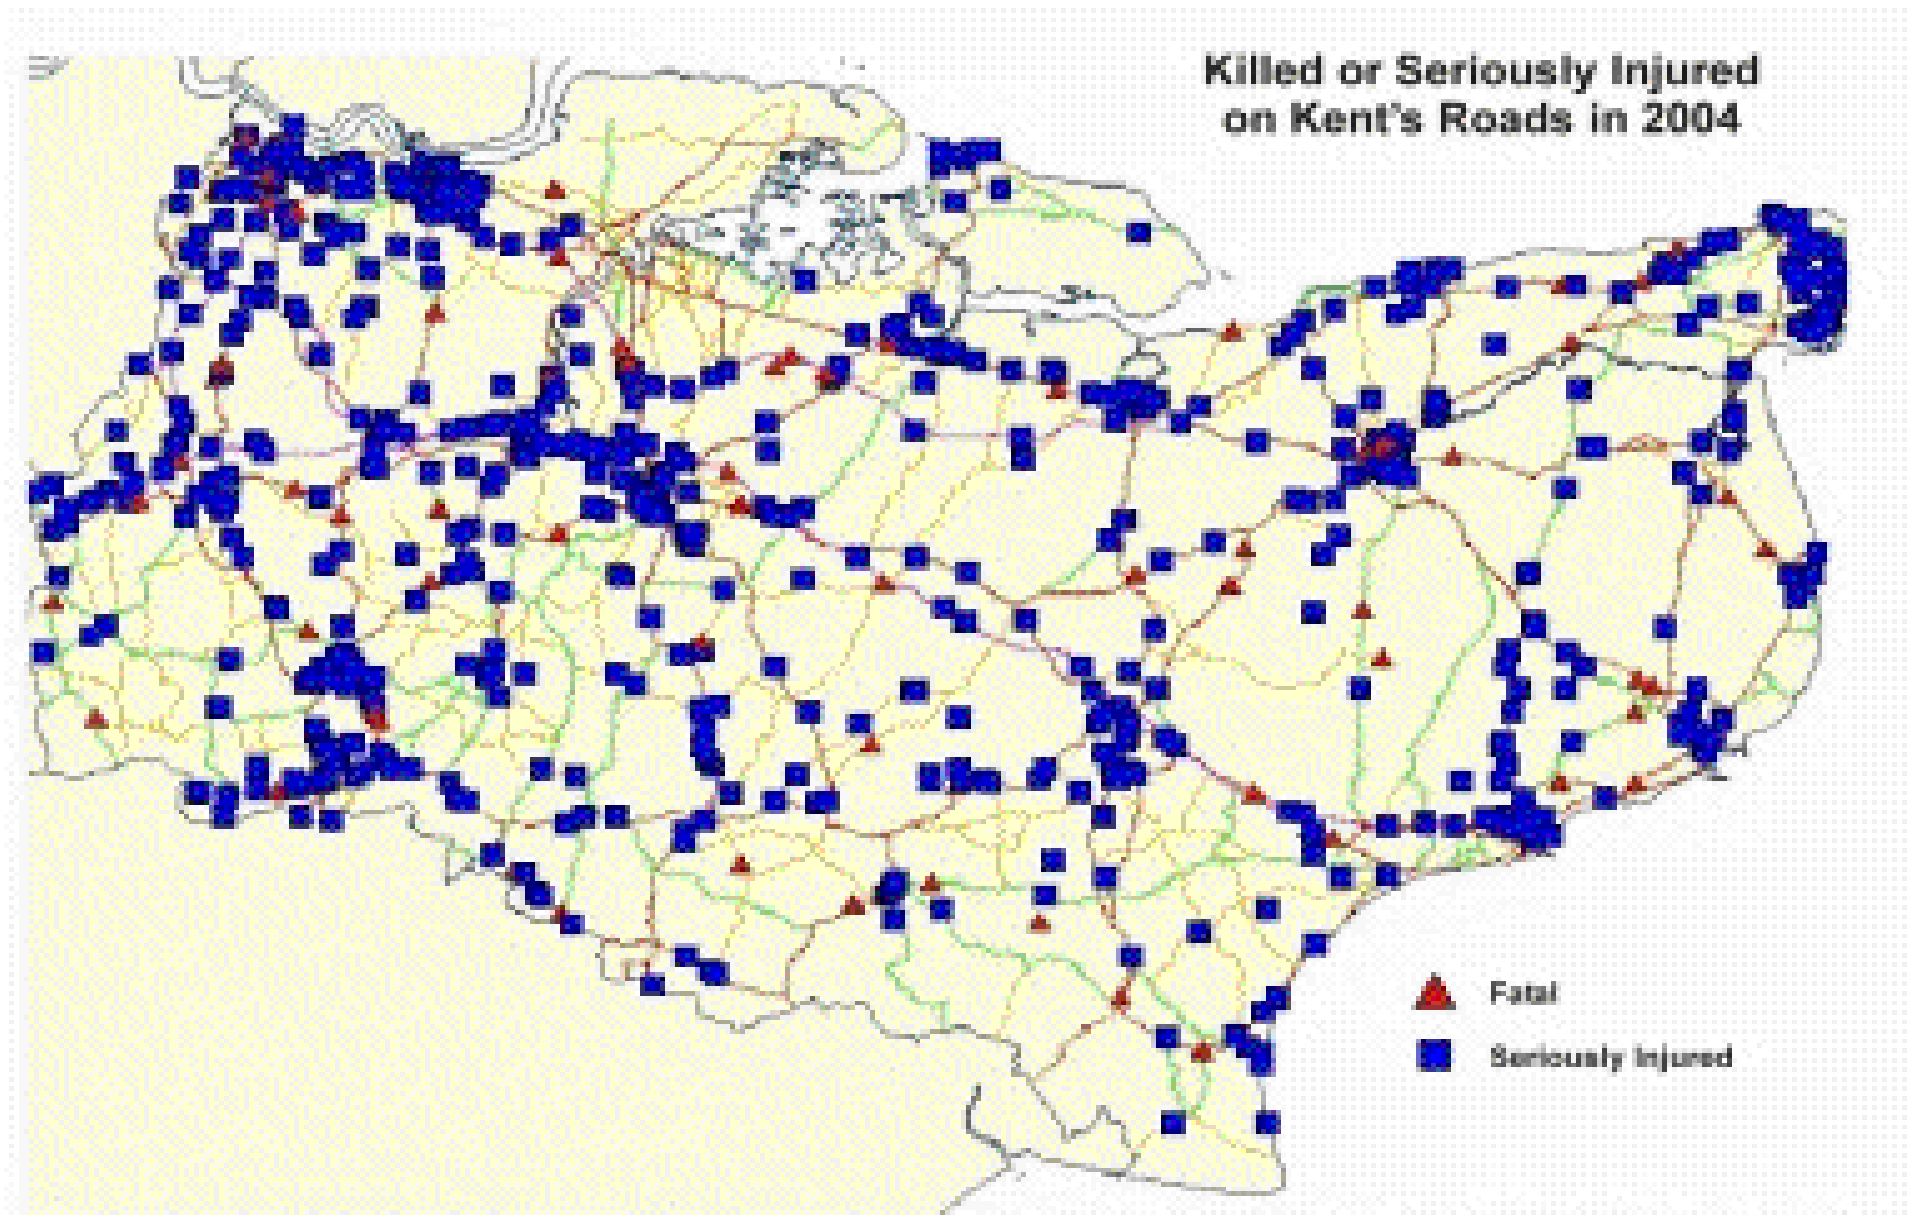 Killed or Seriously Injured
on Kent's Roads in 2004
Fatal
Seriously Injured